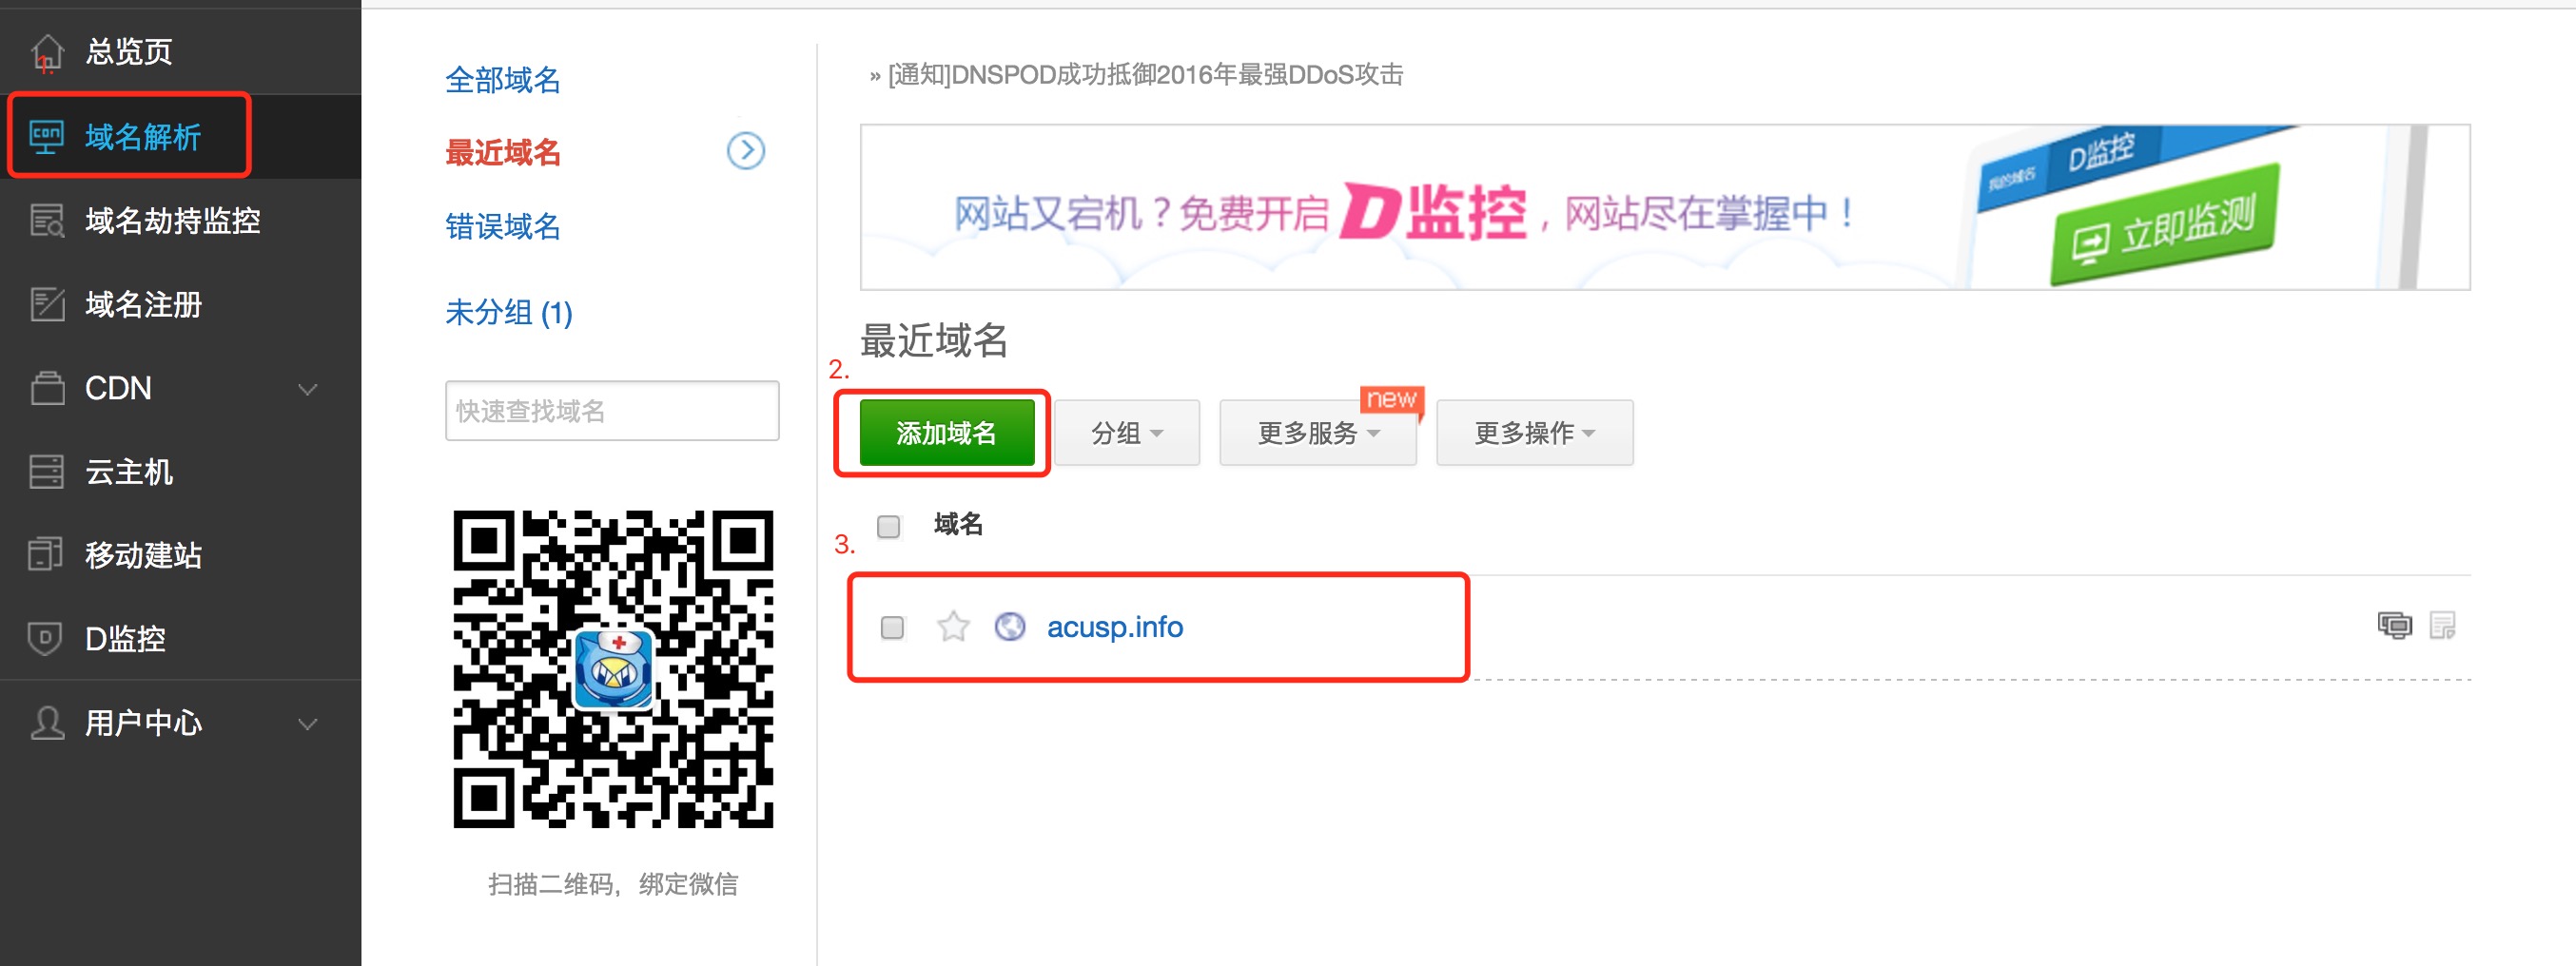 总览页
1.
域名解析
域名劫持监控
域名注册
CDN
云主机
移动建站
D监控
用户中心
全部域名
最近域名
错误域名
未分组 (1)
快速查找域名
扫描二维码，绑定微信
» [通知]DNSPOD成功抵御2016年最强DDoS攻击
网站又宕机？免费开启D监控，网站尽在掌握中！
我的域名
D监控
立即监测
最近域名
2.
添加域名
分组
更多服务
new
更多操作
域名
3.
acusp.info